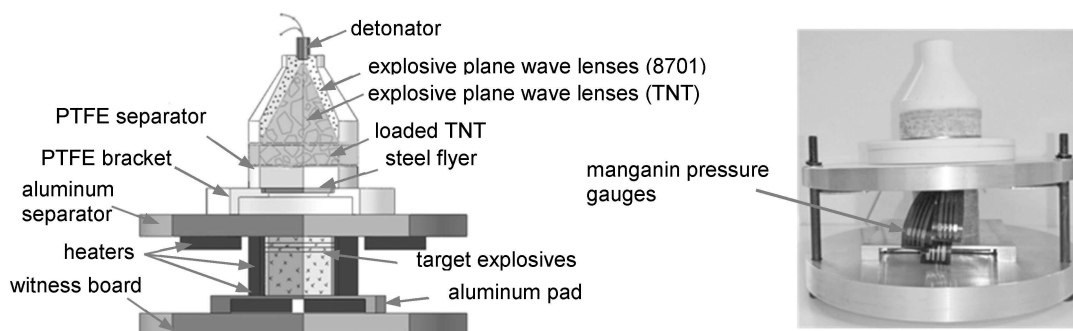 detonator
explosive plane wave lenses (8701)
explosive plane wave lenses (TNT)
PTFE separator
loaded TNT
steel flyer
PTFE bracket
aluminum
separator
heaters
target explosives
witness board
aluminum pad
manganin pressure
gauges